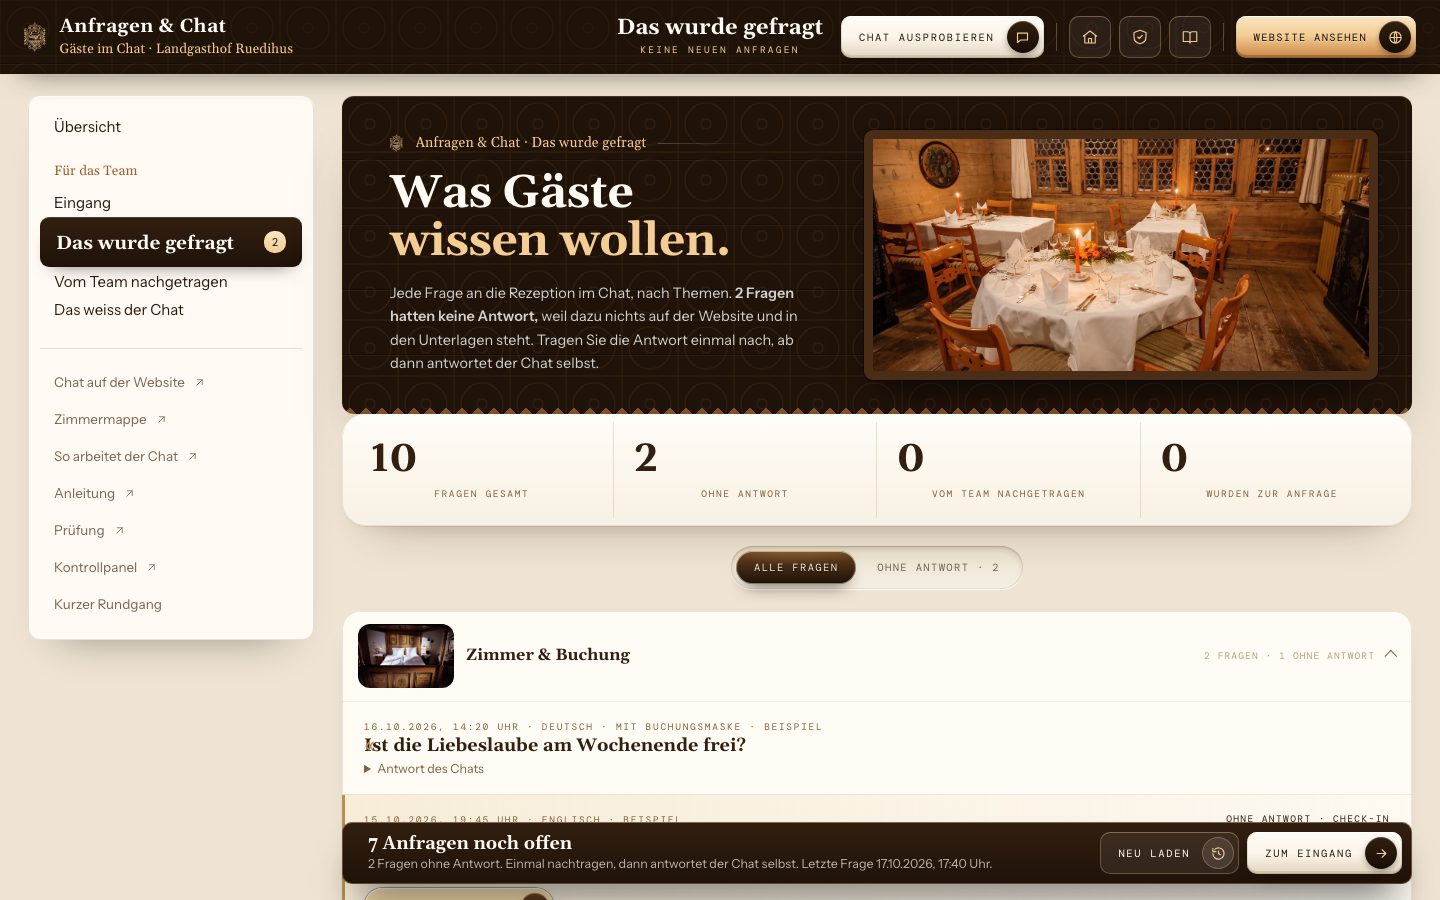 Anfragen & Chat
Gäste im Chat · Landgasthof Ruedihus
Das wurde gefragt
KEINE NEUEN ANFRAGEN
CHAT AUSPROBIEREN
WEBSITE ANSEHEN
Übersicht
Für das Team
Eingang
Das wurde gefragt 2
Vom Team nachgetragen
Das weiss der Chat
Chat auf der Website
Zimmermappe
So arbeitet der Chat
Anleitung
Prüfung
Kontrollpanel
Kurzer Rundgang
Anfragen & Chat · Das wurde gefragt
Was Gäste
wissen wollen.
Jede Frage an die Rezeption im Chat, nach Themen. 2 Fragen
hatten keine Antwort, weil dazu nichts auf der Website und in
den Unterlagen steht. Tragen Sie die Antwort einmal nach, ab
dann antwortet der Chat selbst.
10
FRAGEN GESAMT
2
OHNE ANTWORT
0
VOM TEAM NACHGETRAGEN
0
WURDEN ZUR ANFRAGE
ALLE FRAGEN
OHNE ANTWORT · 2
Zimmer & Buchung
2 FRAGEN · 1 OHNE ANTWORT
16.10.2026, 14:20 UHR · DEUTSCH · MIT BUCHUNGSMASKE · BEISPIEL
Ist die Liebeslaube am Wochenende frei?
Antwort des Chats
15.10.2026, 19:45 UHR · ENGLISCH · BEISPIEL
OHNE ANTWORT · CHECK-IN
7 Anfragen noch offen
2 Fragen ohne Antwort. Einmal nachtragen, dann antwortet der Chat selbst. Letzte Frage 17.10.2026, 17:40 Uhr.
NEU LADEN
ZUM EINGANG